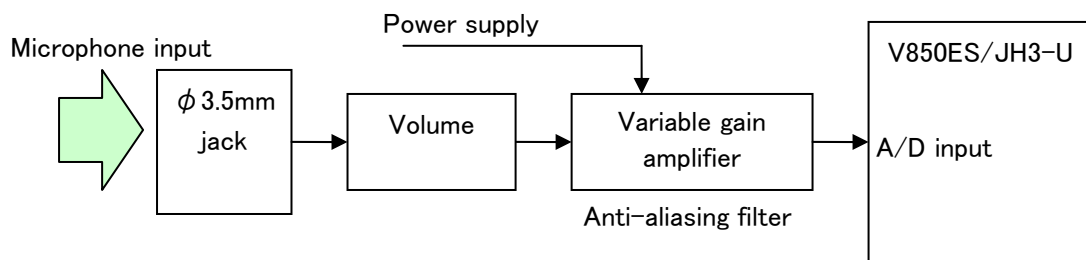 Power supply
Microphone input
V850ES/JH3-U
φ3.5mm
jack
Volume
Variable gain
amplifier
A/D input
Anti-aliasing filter